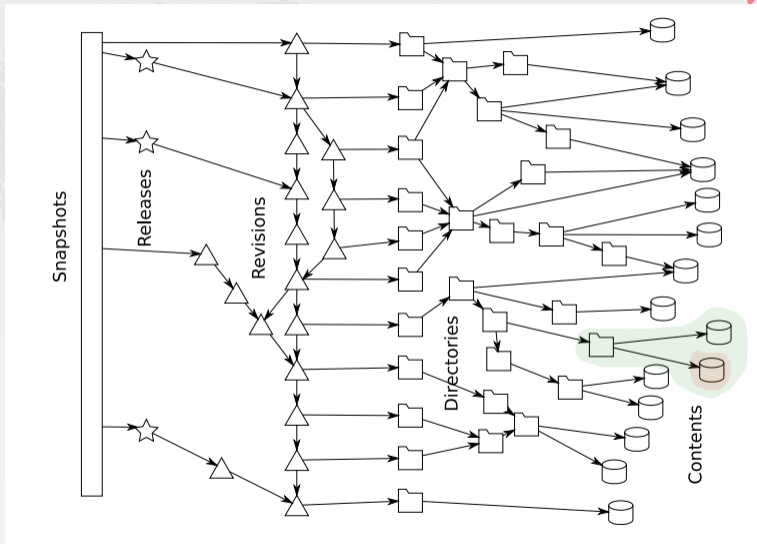 Snapshots
Releases
Revisions
Directories
Contents